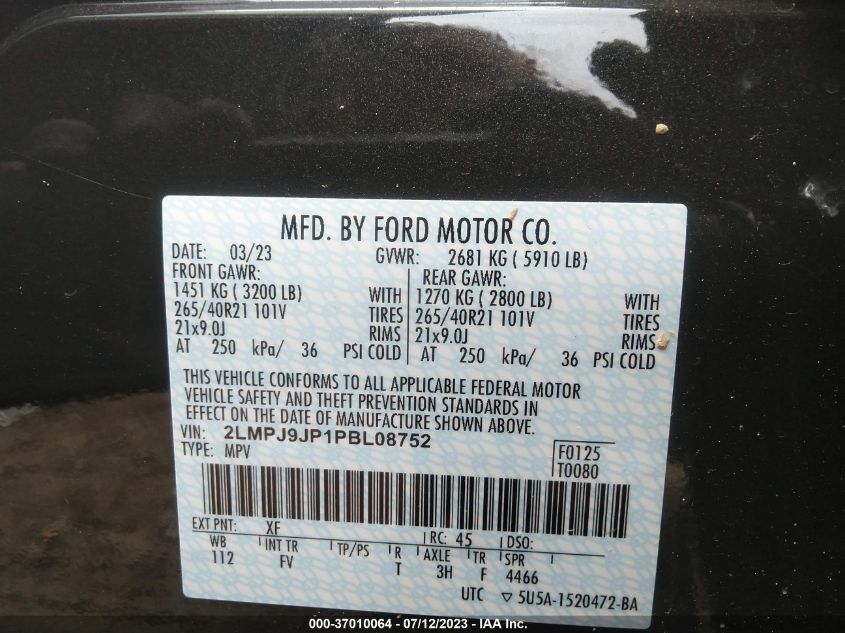 MFD. BY FORD MOTOR CO.
DATE: 03/23 GVWR: 2681 KG ( 5910 LB)
FRONT GAWR: REAR GAWR:
1451 KG ( 3200 LB) WITH 1270 KG ( 2800 LB) WITH
265/40R21 101V TIRES 265/40R21 101V TIRES
21x9.0J RIMS 21x9.0J RIMS
AT 250 kPa/ 36 PSI COLD AT 250 kPa/ 36 PSI COLD
THIS VEHICLE CONFORMS TO ALL APPLICABLE FEDERAL MOTOR
VEHICLE SAFETY AND THEFT PREVENTION STANDARDS IN
EFFECT ON THE DATE OF MANUFACTURE SHOWN ABOVE.
VIN: 2LMPJ9JP1PBL08752 F0125
TYPE: MPV T0080
EXT PNT: XF RC: 45 DSO:
WB INT TR TP/PS R AXLE TR SPR
112 FV T 3H F 4466
UTC ▽ 5U5A-1520472-BA
000-37010064 - 07/12/2023 - IAA Inc.